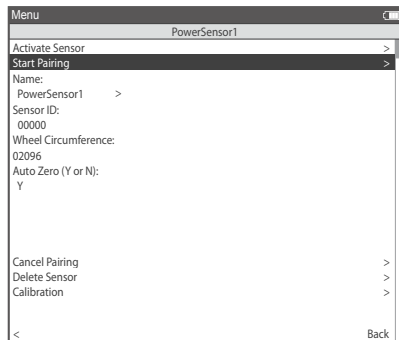 Menu
PowerSensor1
Activate Sensor >
Start Pairing >
Name:
PowerSensor1 >
Sensor ID:
00000
Wheel Circumference:
02096
Auto Zero (Y or N):
Y
Cancel Pairing >
Delete Sensor >
Calibration >
< Back